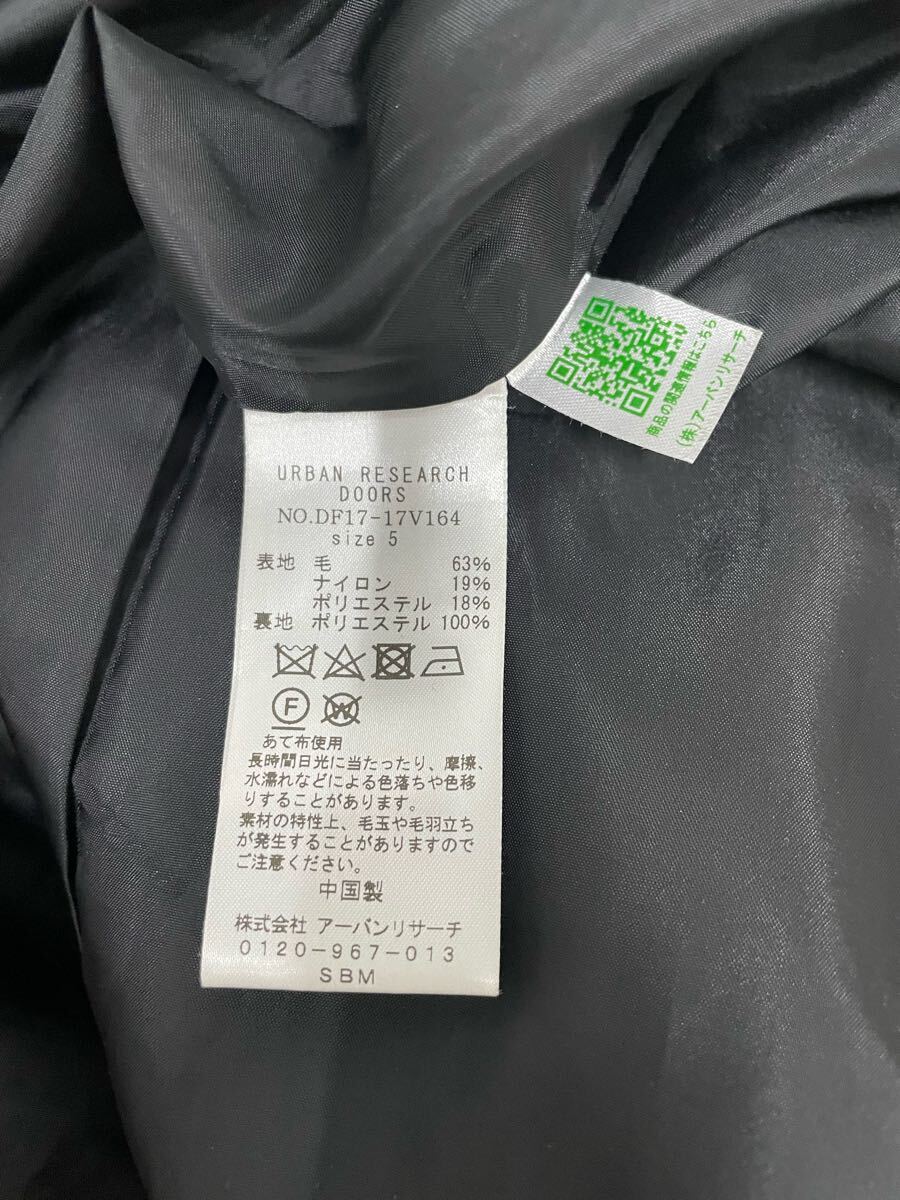 URBAN RESEARCH
DOORS
NO.DF17-17V164
size 5
表地 毛 63%
ナイロン 19%
ポリエステル 18%
裏地 ポリエステル 100%
F W
あて布使用
長時間日光に当たったり、摩擦、
水濡れなどによる色落ちや色移
りすることがあります。
素材の特性上、毛玉や毛羽立ち
が発生することがありますので
ご注意ください。
中国製
株式会社 アーバンリサーチ
0120-967-013
SBM
商品の関連情報はこちら
(株)アーバンリサーチ